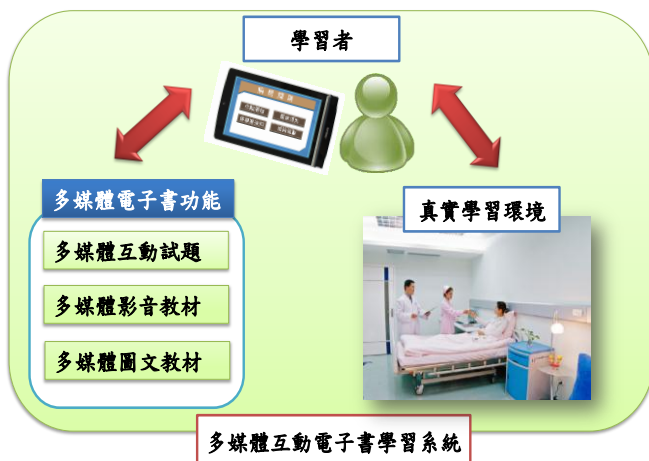 學習者
多媒體電子書功能
真實學習環境
多媒體互動試題
多媒體影音教材
多媒體圖文教材
多媒體互動電子書學習系統